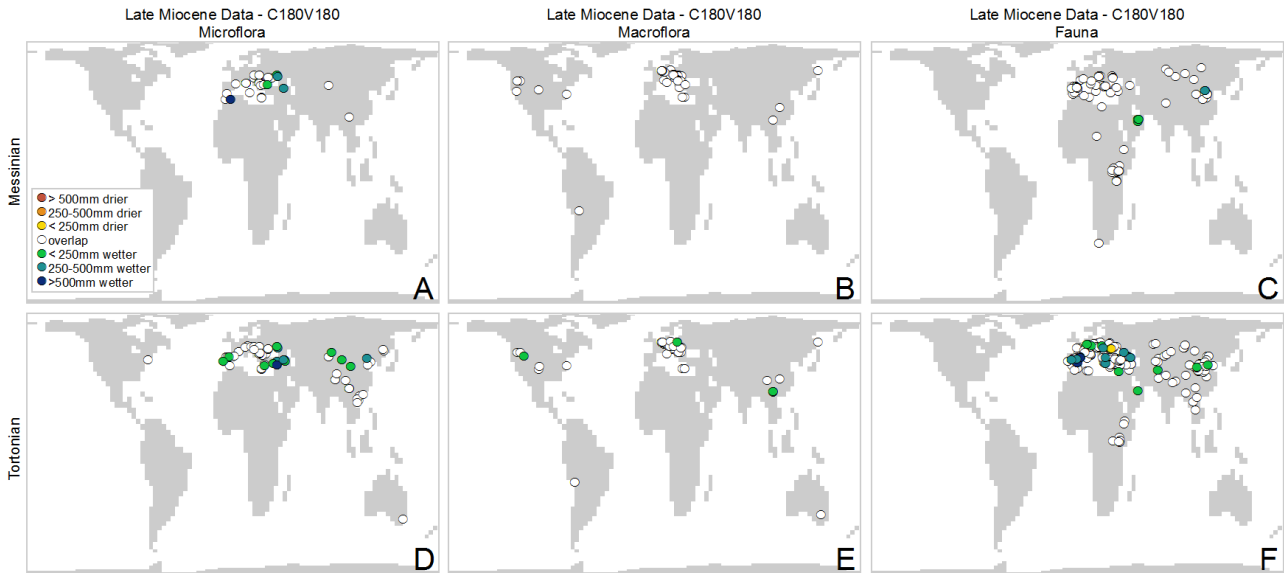 Late Miocene Data - C180V180
Microflora
Late Miocene Data - C180V180
Macroflora
Late Miocene Data - C180V180
Fauna
Messinian
> 500mm drier
250-500mm drier
< 250mm drier
overlap
< 250mm wetter
250-500mm wetter
>500mm wetter
A
B
C
Tortonian
D
E
F